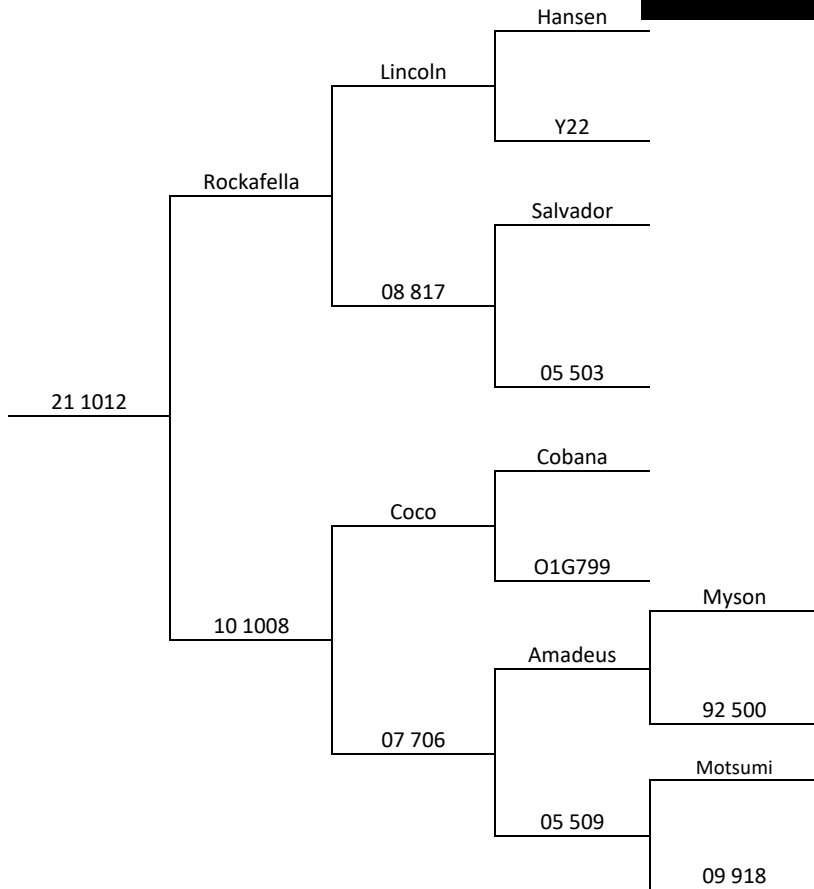 Hansen
Lincoln
Y22
Rockafella
Salvador
08 817
05 503
21 1012
Cobana
Coco
O1G799
Myson
10 1008
Amadeus
92 500
07 706
Motsumi
05 509
09 918